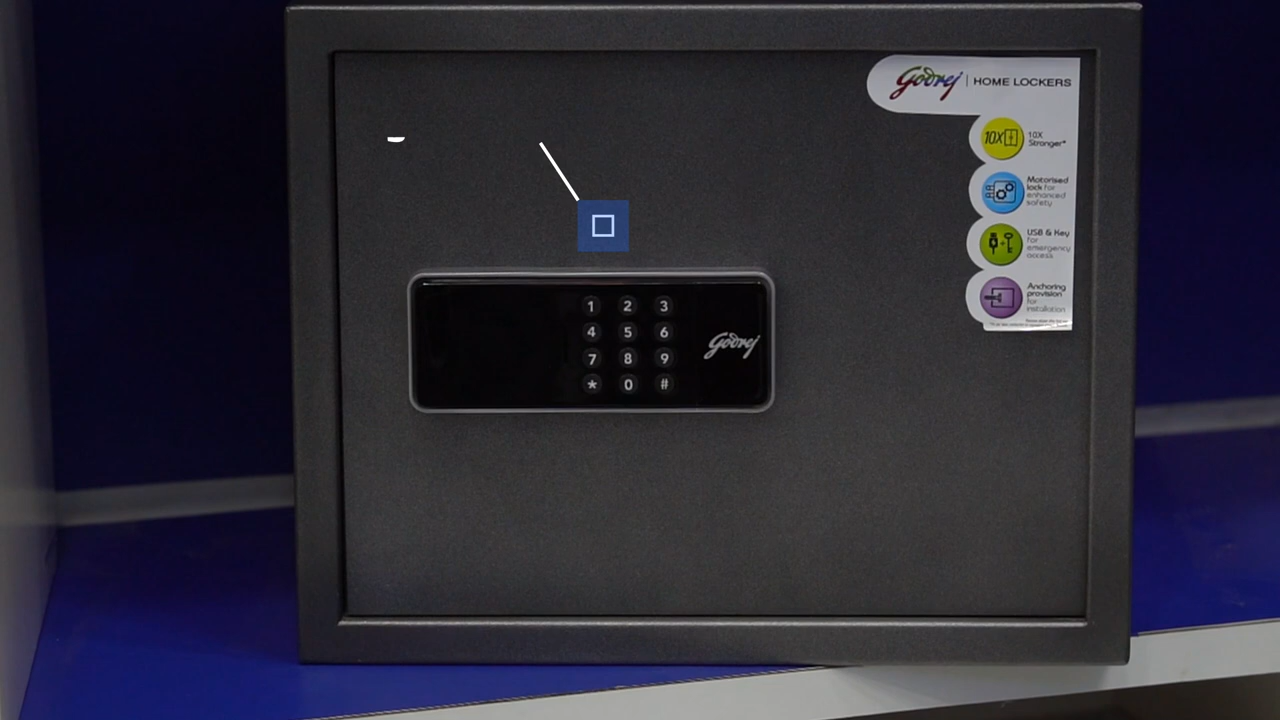 Godrej | HOME LOCKERS
10X
10X
Stronger*
Motorised
lock for
enhanced
safety
USB & Key
for
emergency
access
Anchoring
provision
for
installation
1 2 3
4 5 6
7 8 9
* 0 #
Godrej